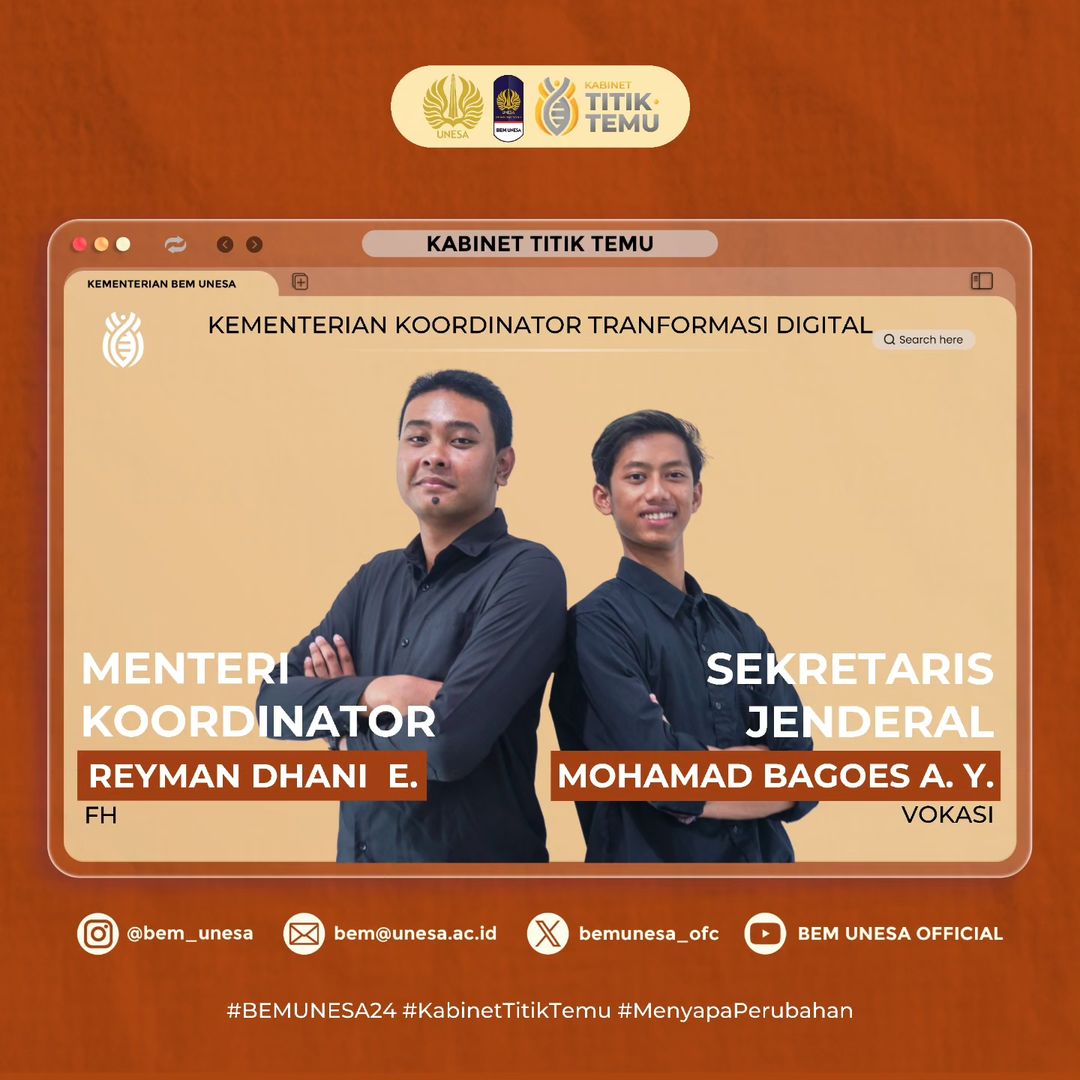 UNESA
UNESA
BEM UNESA
KABINET
TITIK
TEMU
KABINET TITIK TEMU
KEMENTERIAN BEM UNESA
KEMENTERIAN KOORDINATOR TRANFORMASI DIGITAL
Search here
MENTERI
KOORDINATOR
REYMAN DHANI E.
FH
SEKRETARIS
JENDERAL
MOHAMAD BAGOES A. Y.
VOKASI
@bem_unesa
bem@unesa.ac.id
bemunesa_ofc
BEM UNESA OFFICIAL
#BEMUNESA24 #KabinetTitikTemu #MenyapaPerubahan